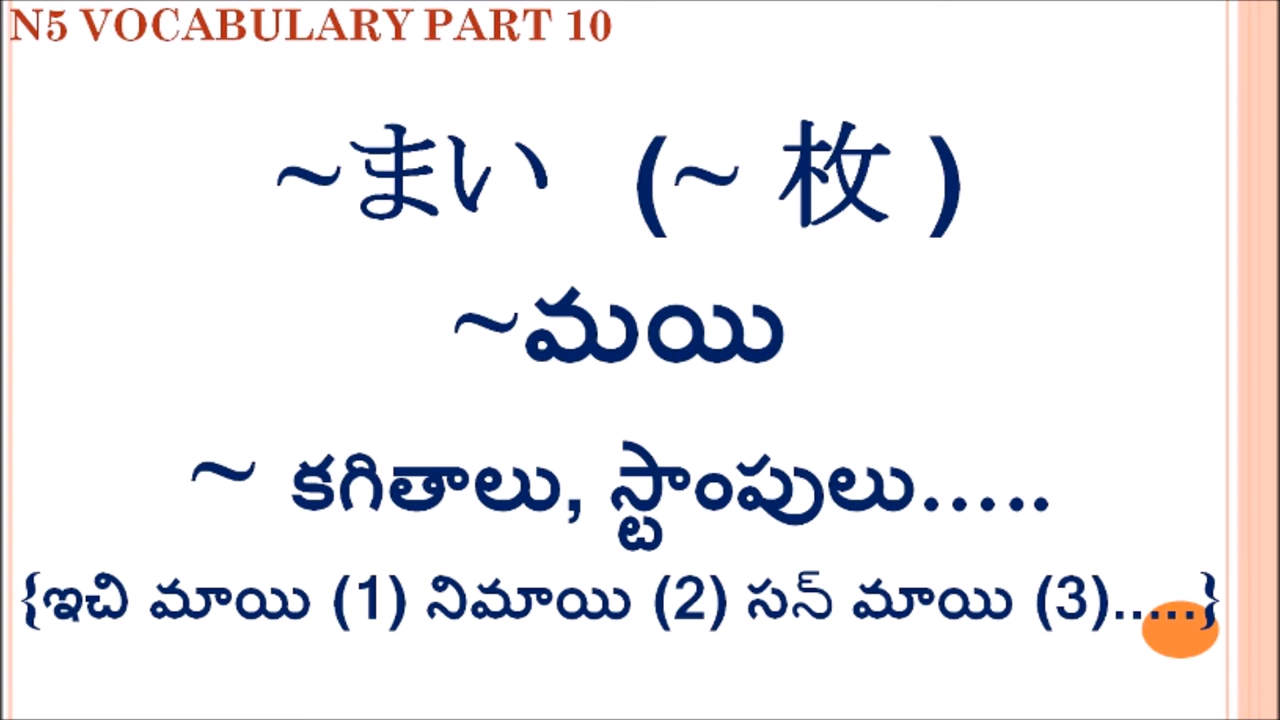 N5 VOCABULARY PART 10
~まい (~ 枚 )
~మయి
~ కగితాలు, స్టాంపులు.....
{ఇచి మాయి (1) నిమాయి (2) సన్ మాయి (3).....}